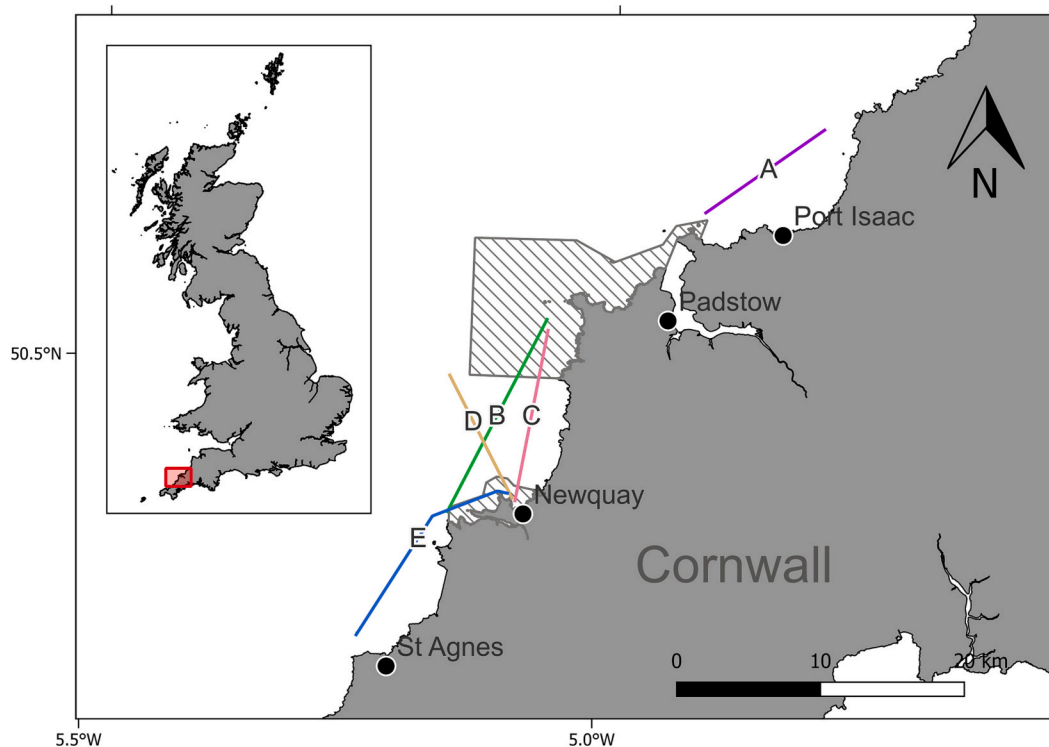 A
N
Port Isaac
Padstow
50.5°N
D
B
C
Newquay
E
Cornwall
St Agnes
0
10
20 km
5.5°W
5.0°W